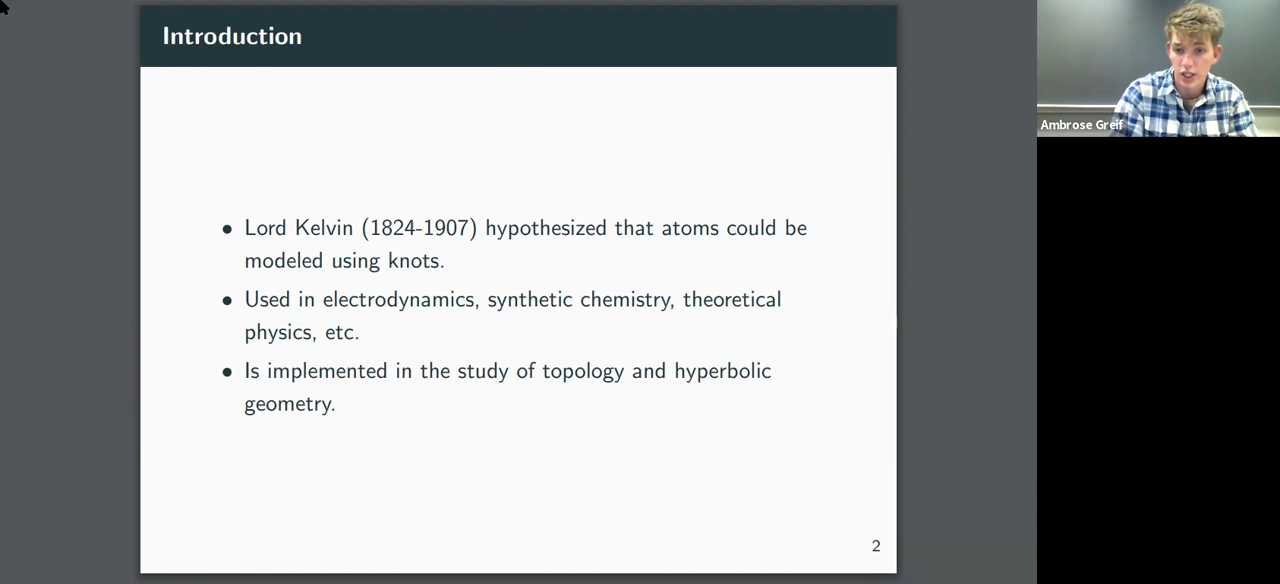 Introduction
• Lord Kelvin (1824-1907) hypothesized that atoms could be
modeled using knots.
• Used in electrodynamics, synthetic chemistry, theoretical
physics, etc.
• Is implemented in the study of topology and hyperbolic
geometry.
2
Ambrose Greif